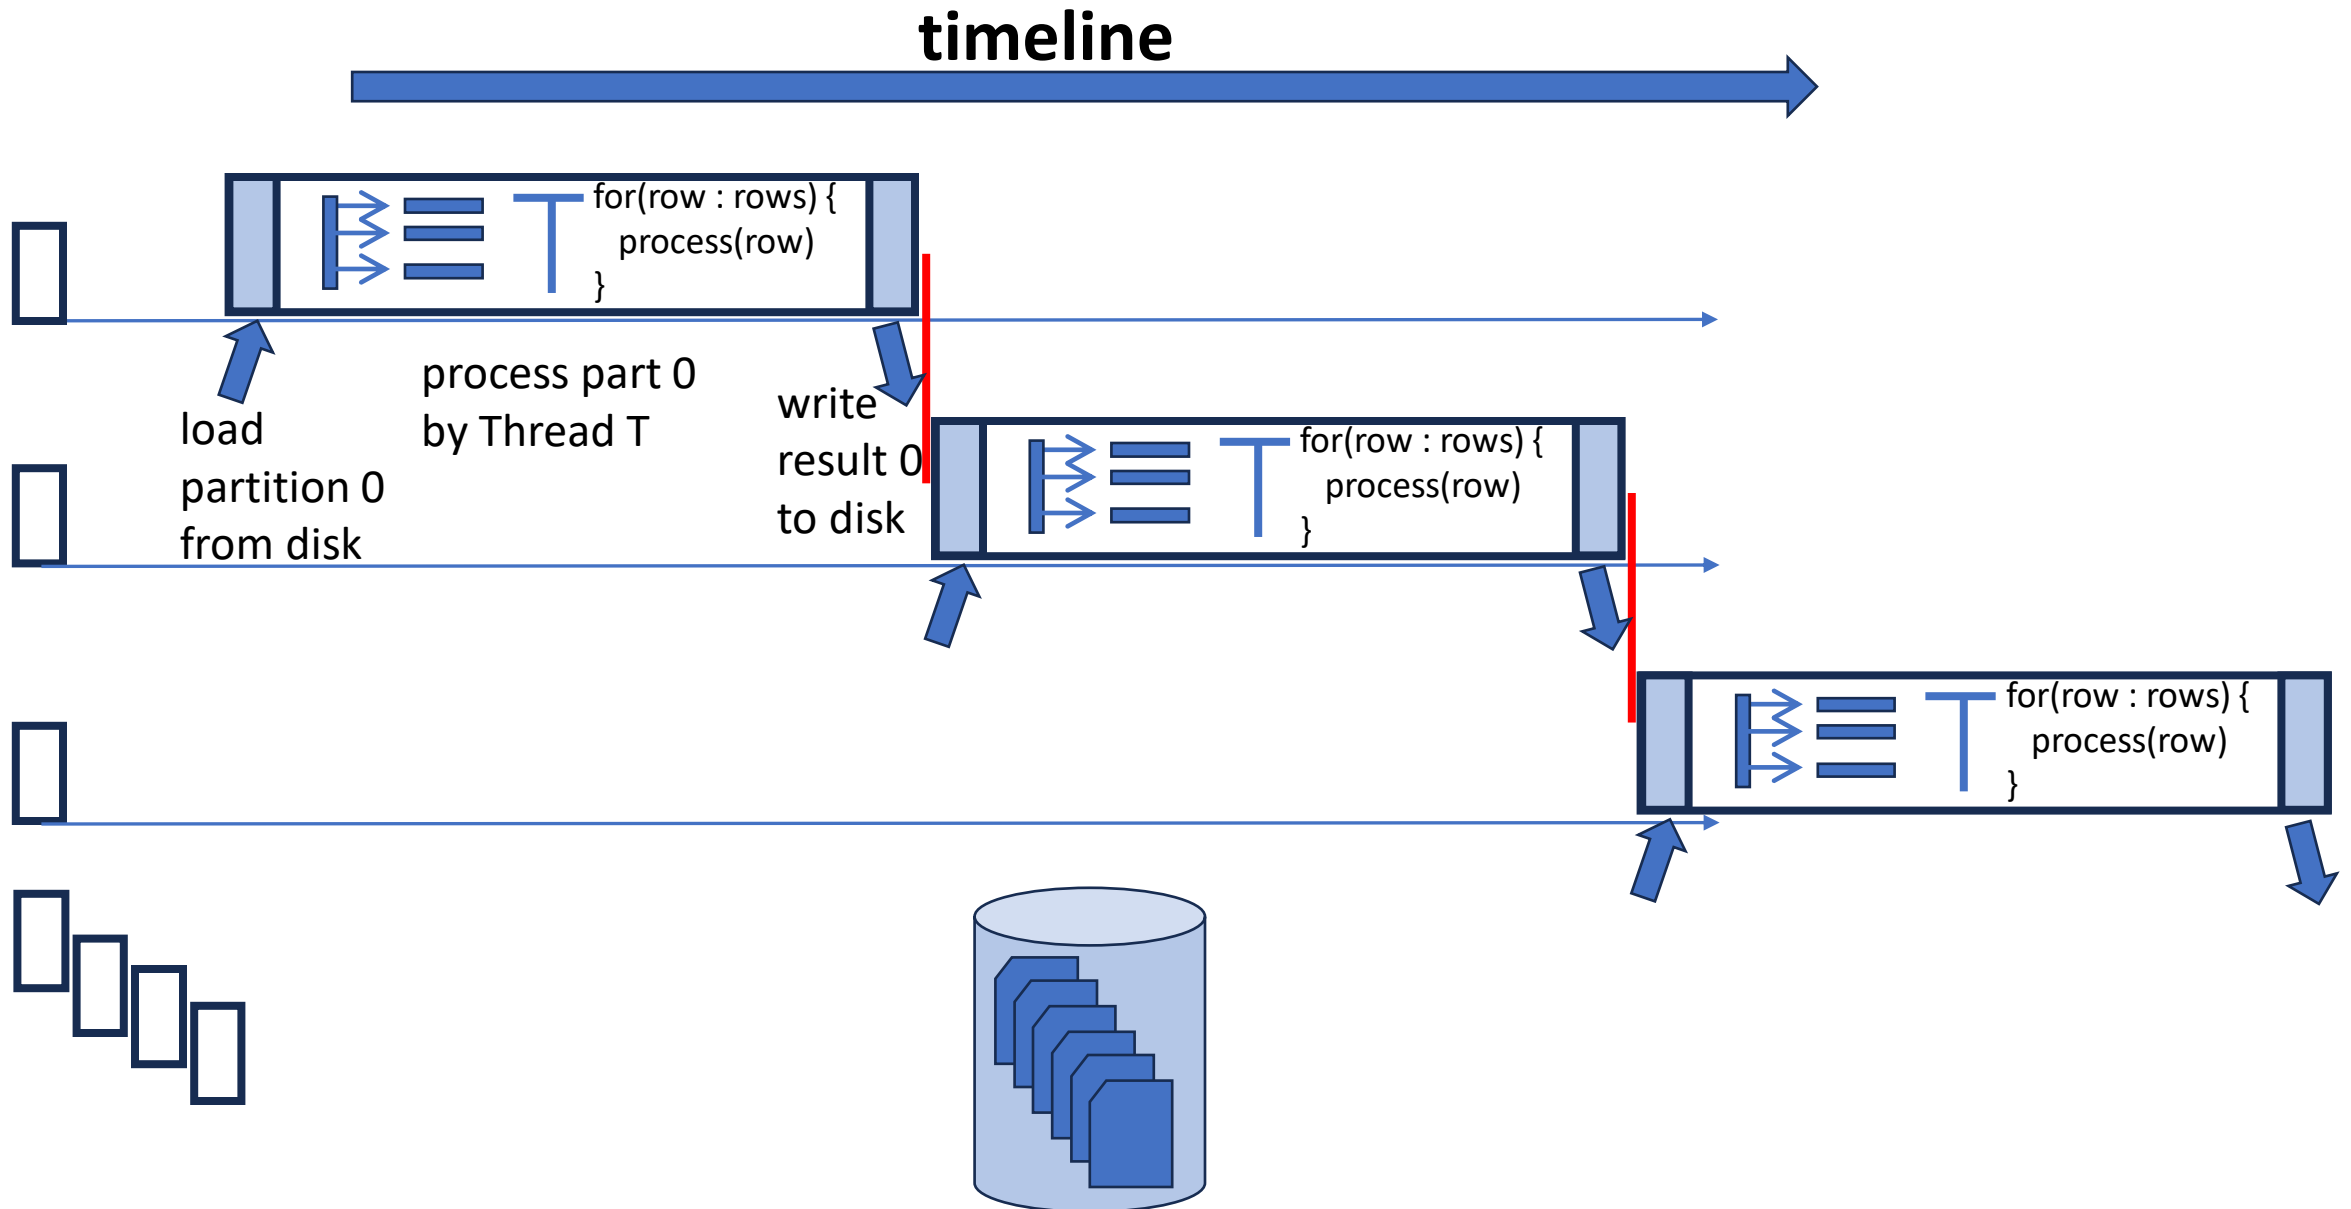 timeline
for(row : rows) {
process(row)
}
load
partition 0
from disk
process part 0
by Thread T
write
result 0
to disk
for(row : rows) {
process(row)
}
for(row : rows) {
process(row)
}